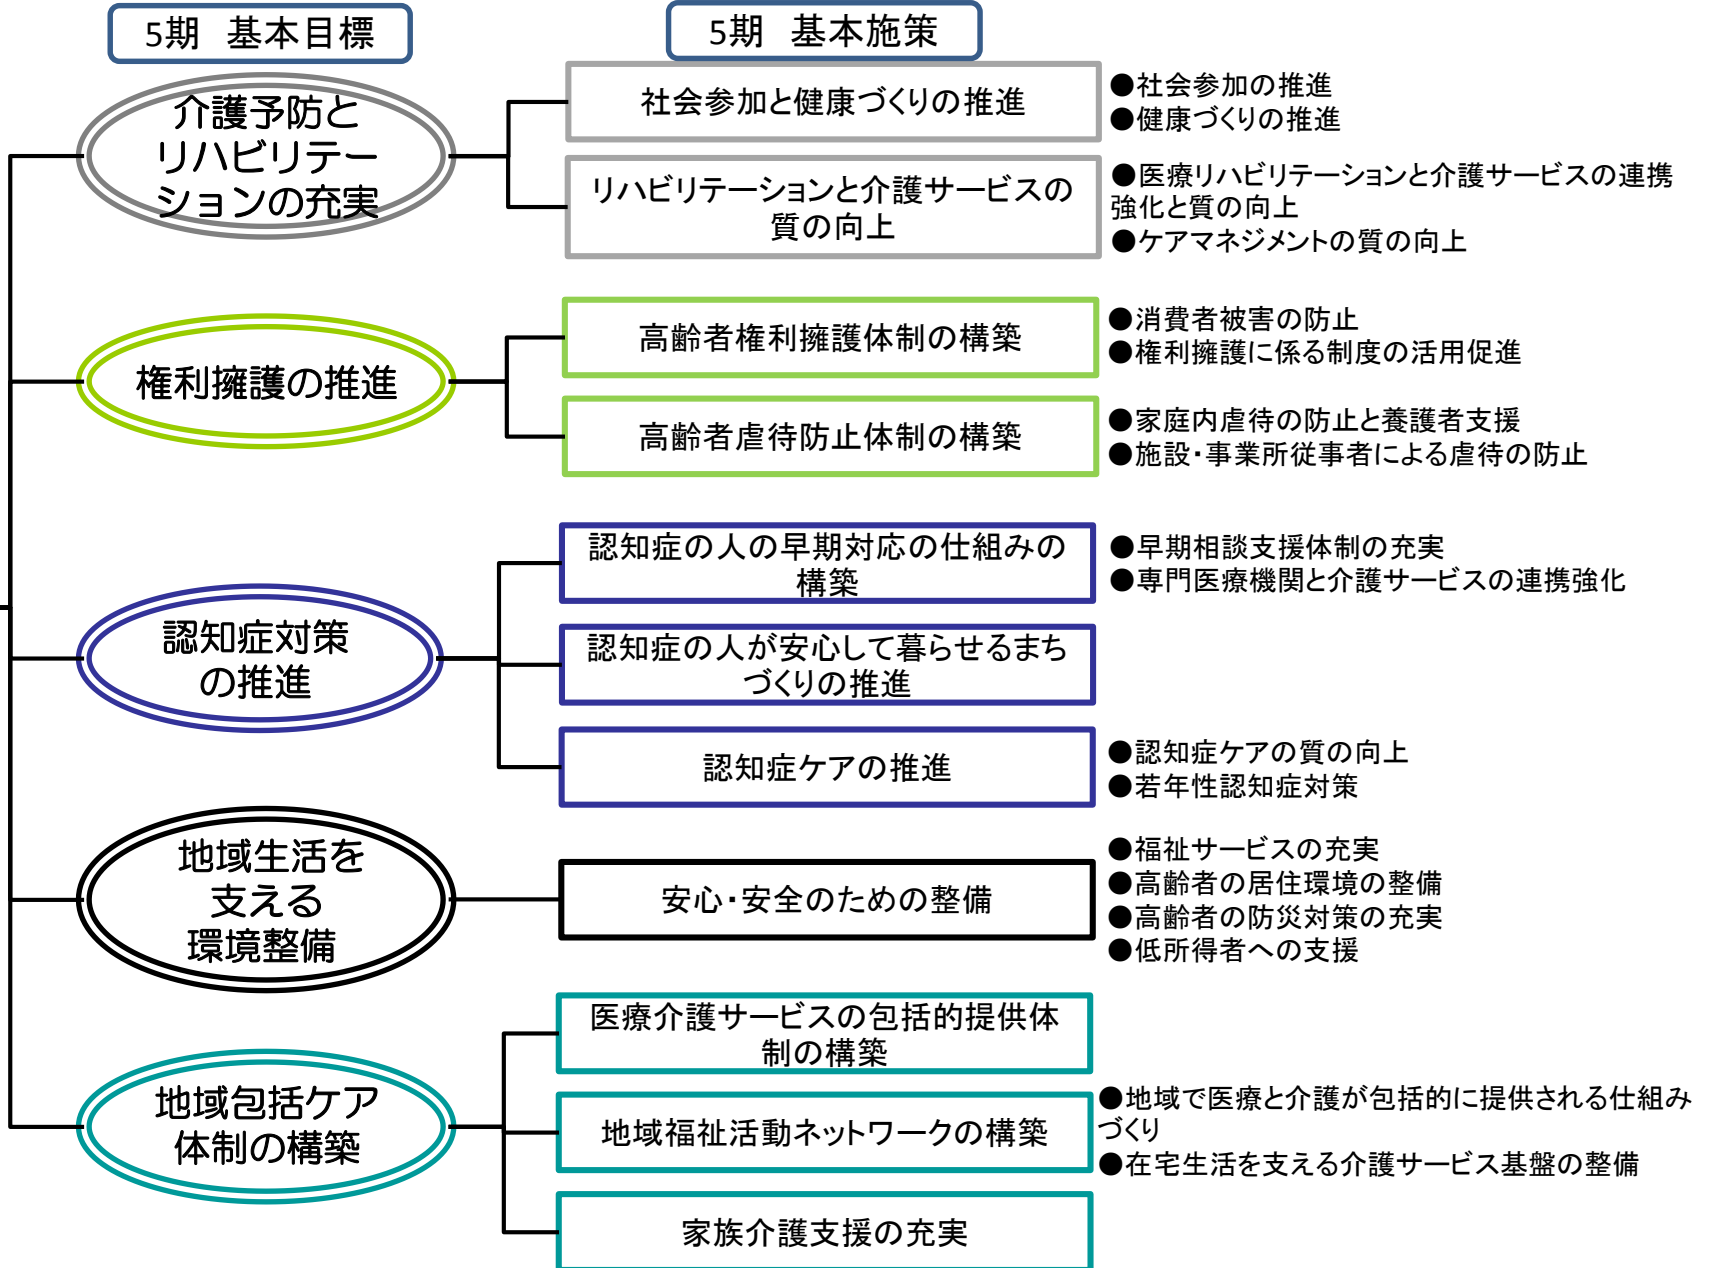 5期 基本目標
5期 基本施策
介護予防と
リハビリテー
ションの充実
社会参加と健康づくりの推進
●社会参加の推進
●健康づくりの推進
リハビリテーションと介護サービスの
質の向上
●医療リハビリテーションと介護サービスの連携
強化と質の向上
●ケアマネジメントの質の向上
権利擁護の推進
高齢者権利擁護体制の構築
●消費者被害の防止
●権利擁護に係る制度の活用促進
高齢者虐待防止体制の構築
●家庭内虐待の防止と養護者支援
●施設・事業所従事者による虐待の防止
認知症対策
の推進
認知症の人の早期対応の仕組みの
構築
●早期相談支援体制の充実
●専門医療機関と介護サービスの連携強化
認知症の人が安心して暮らせるまち
づくりの推進
認知症ケアの推進
●認知症ケアの質の向上
●若年性認知症対策
地域生活を
支える
環境整備
安心・安全のための整備
●福祉サービスの充実
●高齢者の居住環境の整備
●高齢者の防災対策の充実
●低所得者への支援
地域包括ケア
体制の構築
医療介護サービスの包括的提供体
制の構築
地域福祉活動ネットワークの構築
●地域で医療と介護が包括的に提供される仕組み
づくり
●在宅生活を支える介護サービス基盤の整備
家族介護支援の充実